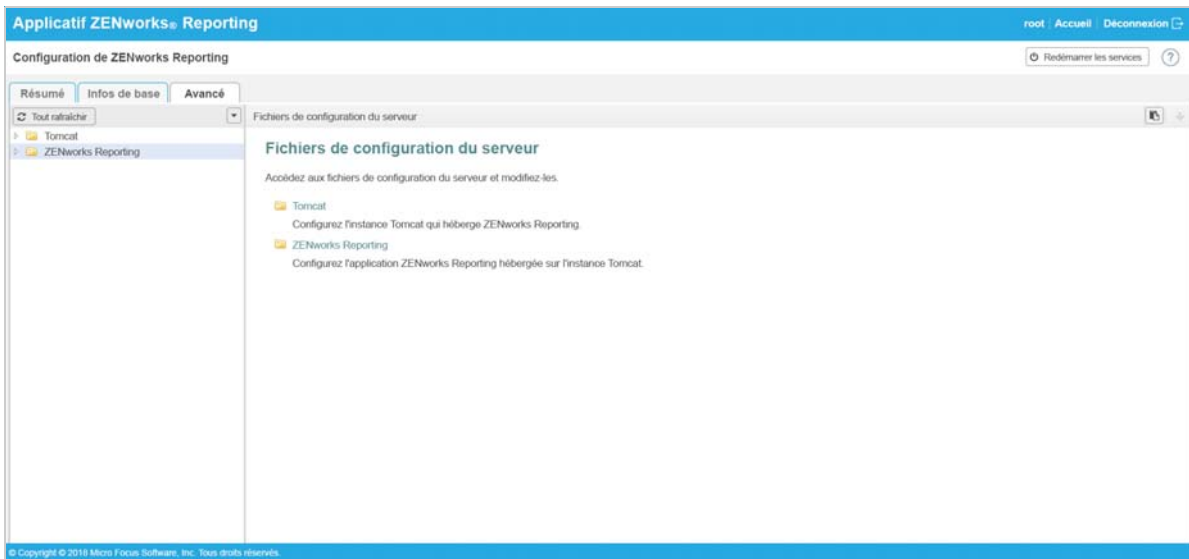 Applicatif ZENworks® Reporting
root | Accueil | Déconnexion
Configuration de ZENworks Reporting
Redémarrer les services ?
Résumé Infos de base Avancé
Tout rafraîchir Fichiers de configuration du serveur
Tomcat
ZENworks Reporting
Fichiers de configuration du serveur
Accédez aux fichiers de configuration du serveur et modifiez-les.
Tomcat
Configurez l'instance Tomcat qui héberge ZENworks Reporting.
ZENworks Reporting
Configurez l'application ZENworks Reporting hébergée sur l'instance Tomcat.
© Copyright © 2018 Micro Focus Software, Inc. Tous droits réservés.